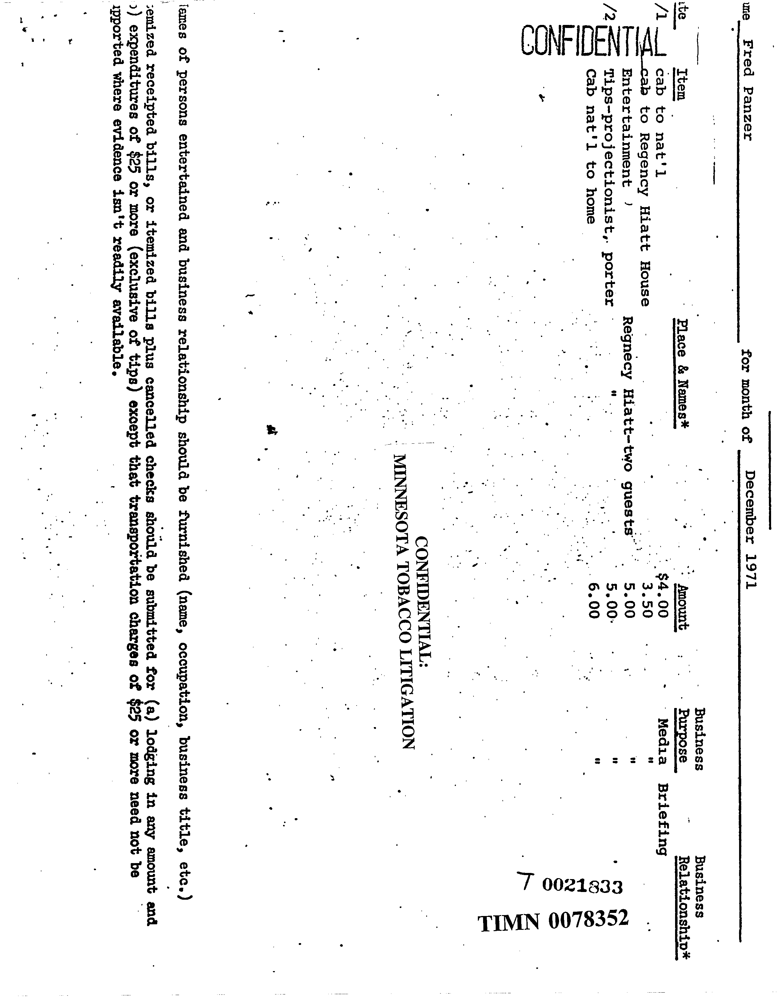 Fred Panzer for month of December 1971
Item Place & Names* Amount Business Purpose Business Relationship*
/1 cab to nat'l $4.00 Media Briefing
cab to Regency Hiatt House 3.50 "
Entertainment Regnecy Hiatt-two guests 5.00 "
/2 Tips-projectionist, porter " 5.00 "
Cab nat'l to home 6.00 "
CONFIDENTIAL
CONFIDENTIAL:
MINNESOTA TOBACCO LITIGATION
ames of persons entertained and business relationship should be furnished (name, occupation, business title, etc.)
emized receipted bills, or itemized bills plus cancelled checks should be submitted for (a) lodging in any amount and
) expenditures of $25 or more (exclusive of tips) except that transportation charges of $25 or more need not be
upported where evidence isn't readily available.
T 0021833
TIMN 0078352